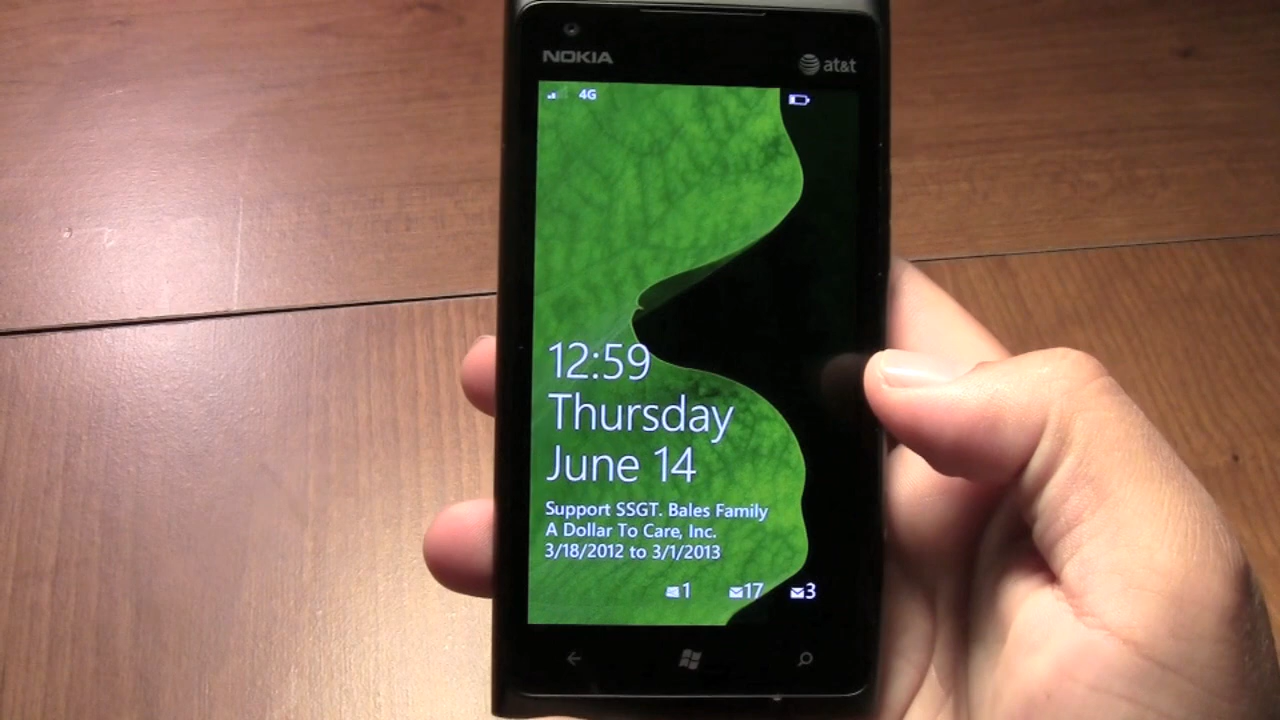 NOKIA
at&t
4G
12:59
Thursday
June 14
Support SSGT. Bales Family
A Dollar To Care, Inc.
3/18/2012 to 3/1/2013
1 17 3